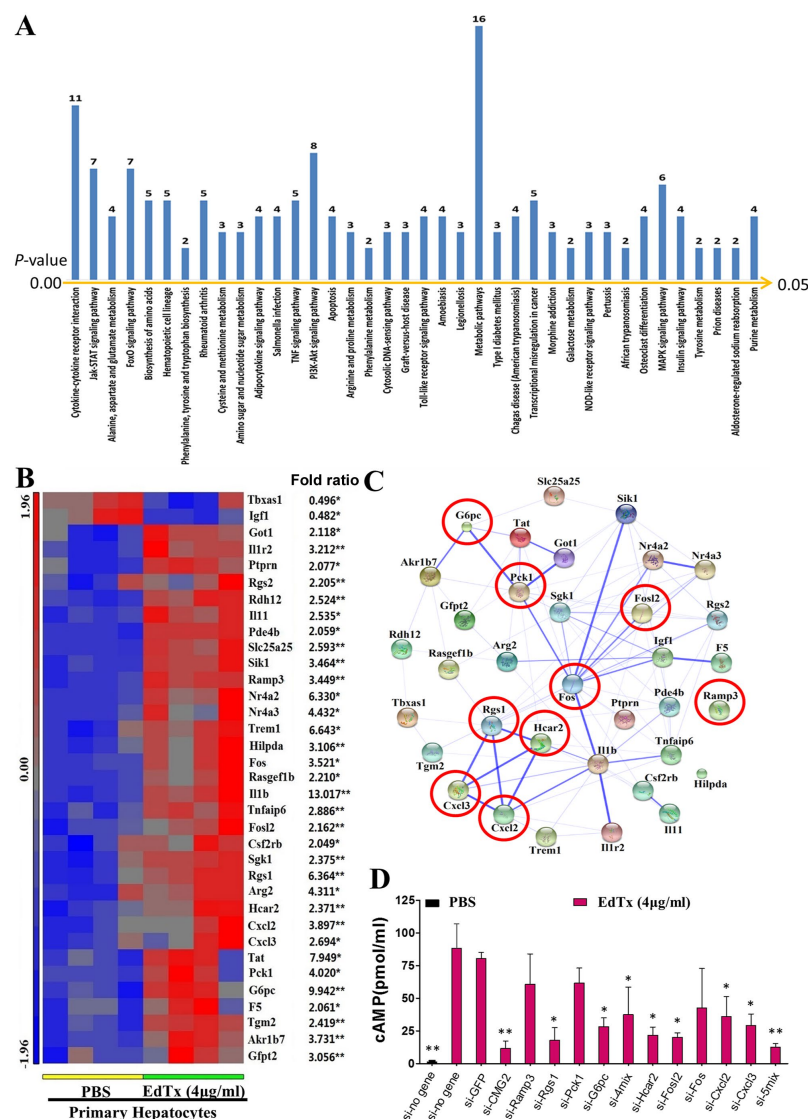 A
11
7
4
7
5
5
2
5
3
3
4
4
5
8
4
3
2
3
3
4
4
3
16
3
4
5
3
2
3
3
2
4
6
4
2
2
2
4
P-value
0.00
0.05
Cytokine-cytokine receptor interaction
Jak-STAT signaling pathway
Alanine, aspartate and glutamate metabolism
FoxO signaling pathway
Biosynthesis of amino acids
Hematopoietic cell lineage
Phenylalanine, tyrosine and tryptophan biosynthesis
Rheumatoid arthritis
Cysteine and methionine metabolism
Amino sugar and nucleotide sugar metabolism
Adipocytokine signaling pathway
Salmonella infection
TNF signaling pathway
PI3K-Akt signaling pathway
Apoptosis
Arginine and proline metabolism
Phenylalanine metabolism
Cytosolic DNA-sensing pathway
Graft-versus-host disease
Toll-like receptor signaling pathway
Amoebiasis
Legionellosis
Metabolic pathways
Type I diabetes mellitus
Chagas disease (American trypanosomiasis)
Transcriptional misregulation in cancer
Morphine addiction
Galactose metabolism
NOD-like receptor signaling pathway
Pertussis
African trypanosomiasis
Osteoclast differentiation
MAPK signaling pathway
Insulin signaling pathway
Tyrosine metabolism
Prion diseases
Aldosterone-regulated sodium reabsorption
Purine metabolism
B
Fold ratio
1.96
0.00
-1.96
Tbxas1 0.496*
Igf1 0.482*
Got1 2.118*
Il1r2 3.212**
Ptprn 2.077*
Rgs2 2.205**
Rdh12 2.524**
Il11 2.535*
Pde4b 2.059*
Slc25a25 2.593**
Sik1 3.464**
Ramp3 3.449**
Nr4a2 6.330*
Nr4a3 4.432*
Trem1 6.643*
Hilpda 3.106**
Fos 3.521*
Rasgef1b 2.210*
Il1b 13.017**
Tnfaip6 2.886**
Fosl2 2.162**
Csf2rb 2.049*
Sgk1 2.375**
Rgs1 6.364**
Arg2 4.311*
Hcar2 2.371**
Cxcl2 3.897**
Cxcl3 2.694*
Tat 7.949*
Pck1 4.020*
G6pc 9.942**
F5 2.061*
Tgm2 2.419**
Akr1b7 3.731**
Gfpt2 3.056**
PBS EdTx (4μg/ml)
Primary Hepatocytes
C
Slc25a25
Sik1
G6pc
Tat
Got1
Nr4a2
Nr4a3
Akr1b7
Pck1
Fosl2
Sgk1
Rgs2
Gfpt2
Rdh12
Rasgef1b
Arg2
Igf1
F5
Fos
Tbxas1
Rgs1
Ptprn
Pde4b
Ramp3
Hcar2
Tgm2
Il1b
Tnfaip6
Csf2rb
Hilpda
Cxcl3
Cxcl2
Il11
Trem1
Il1r2
D
PBS
EdTx (4μg/ml)
cAMP(pmol/ml)
125
100
75
50
25
0
**
**
*
*
*
*
*
*
*
**
si-no gene
si-no gene
si-GFP
si-CMG2
si-Ramp3
si-Rgs1
si-Pck1
si-G6pc
si-4mix
si-Hcar2
si-Fosl2
si-Fos
si-Cxcl2
si-Cxcl3
si-5mix